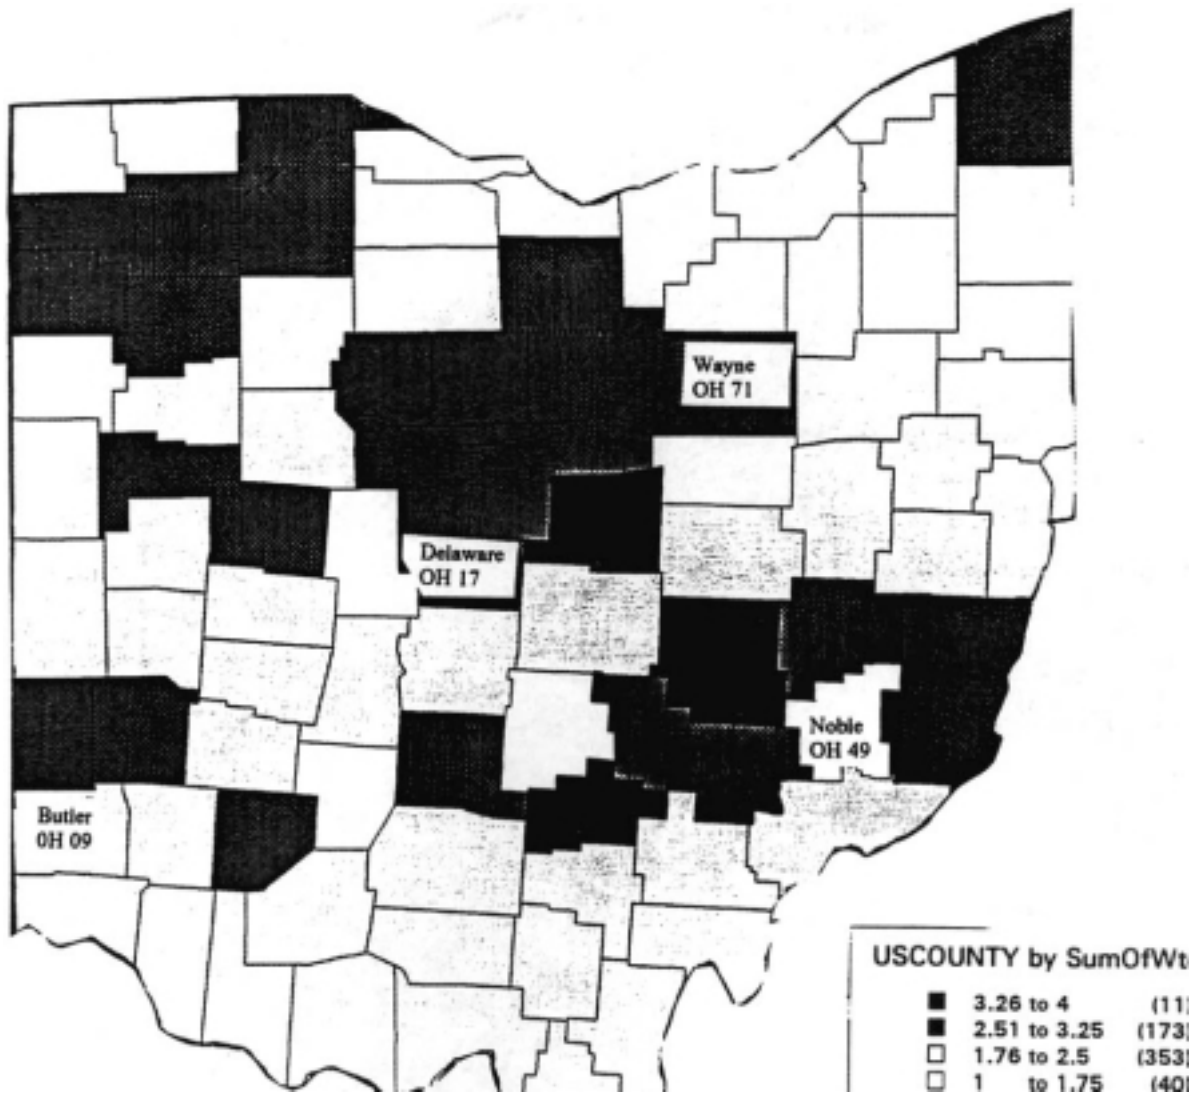 Wayne
OH 71
Delaware
OH 17
Noble
OH 49
Butler
0H 09
USCOUNTY by SumOfWt
3.26 to 4 (11)
2.51 to 3.25 (173)
1.76 to 2.5 (353)
1 to 1.75 (40